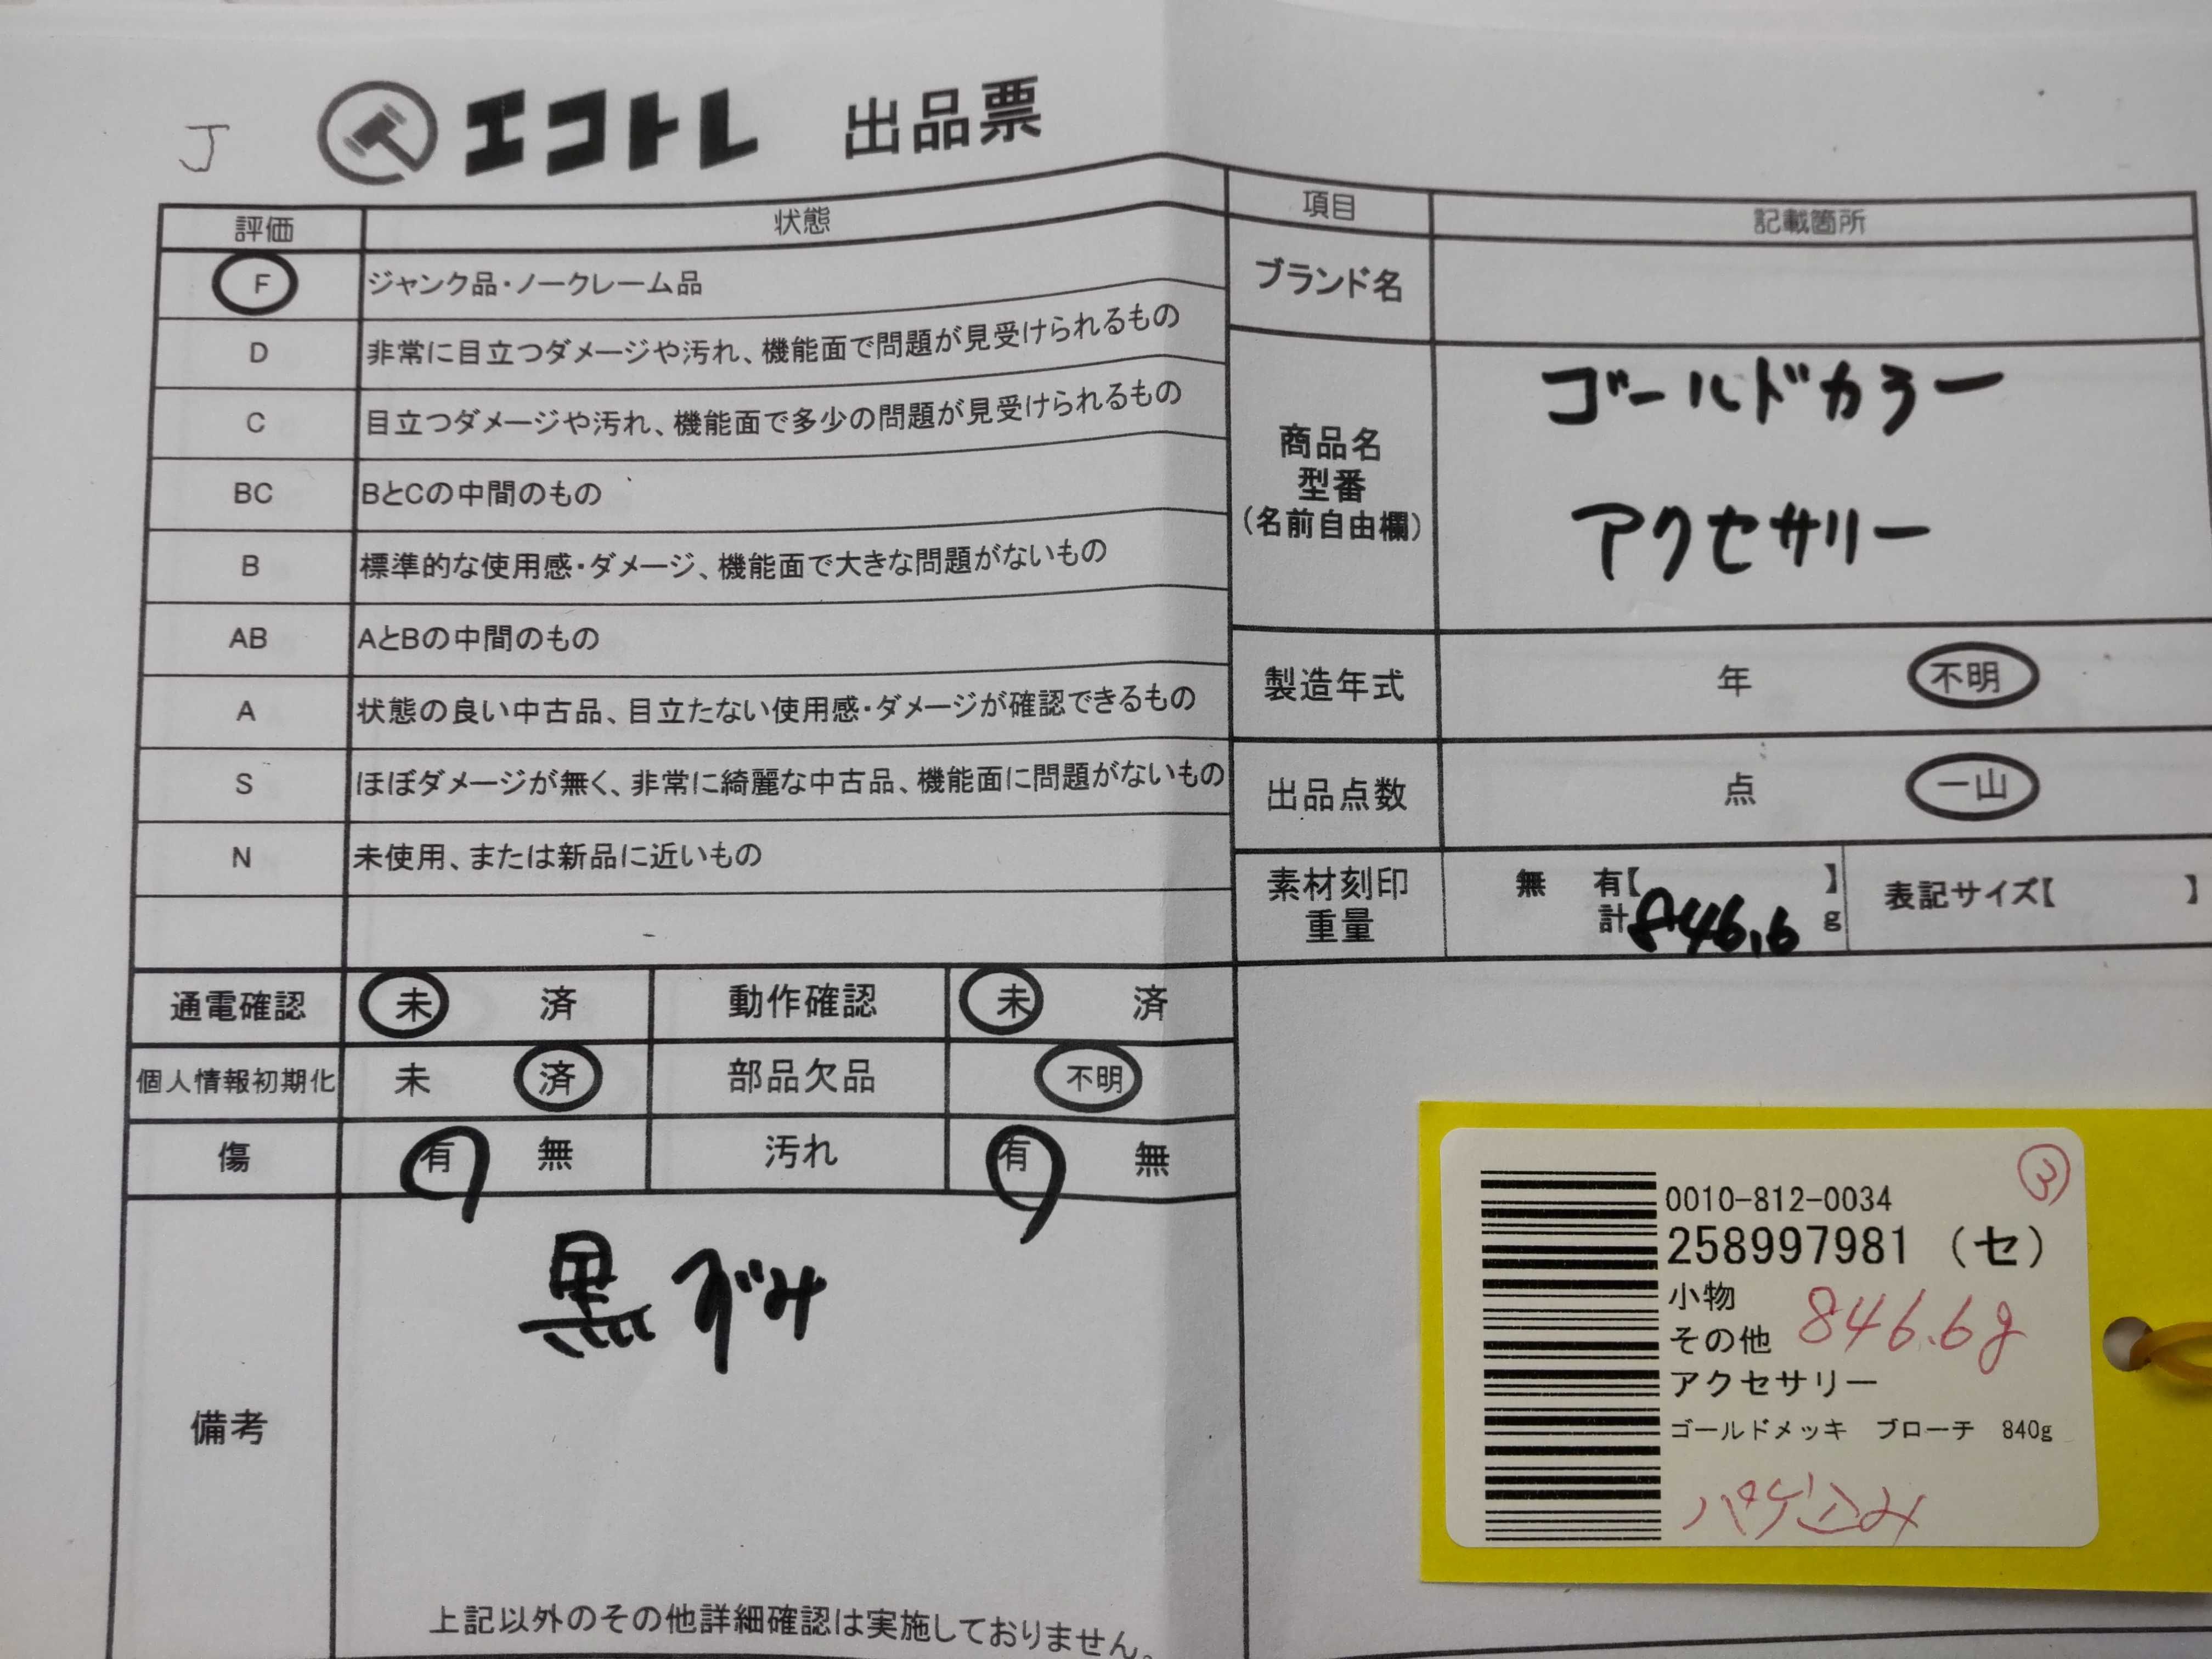 J
エコトレ 出品票
評価 状態
F ジャンク品・ノークレーム品
D 非常に目立つダメージや汚れ、機能面で問題が見受けられるもの
C 目立つダメージや汚れ、機能面で多少の問題が見受けられるもの
BC BとCの中間のもの
B 標準的な使用感・ダメージ、機能面で大きな問題がないもの
AB AとBの中間のもの
A 状態の良い中古品、目立たない使用感・ダメージが確認できるもの
S ほぼダメージが無く、非常に綺麗な中古品、機能面に問題がないもの
N 未使用、または新品に近いもの
項目 記載箇所
ブランド名
商品名
型番
(名前自由欄)
ゴールドカラー
アクセサリー
製造年式 年 不明
出品点数 点 一山
素材刻印
重量
無 有【 】
計846.6 g
表記サイズ【 】
通電確認 未 済 動作確認 未 済
個人情報初期化 未 済 部品欠品 不明
傷 有 無 汚れ 有 無
備考
黒ずみ
上記以外のその他詳細確認は実施しておりません。
③
0010-812-0034
258997981 (セ)
小物
その他 846.6g
アクセサリー
ゴールドメッキ ブローチ 840g
パケ込み